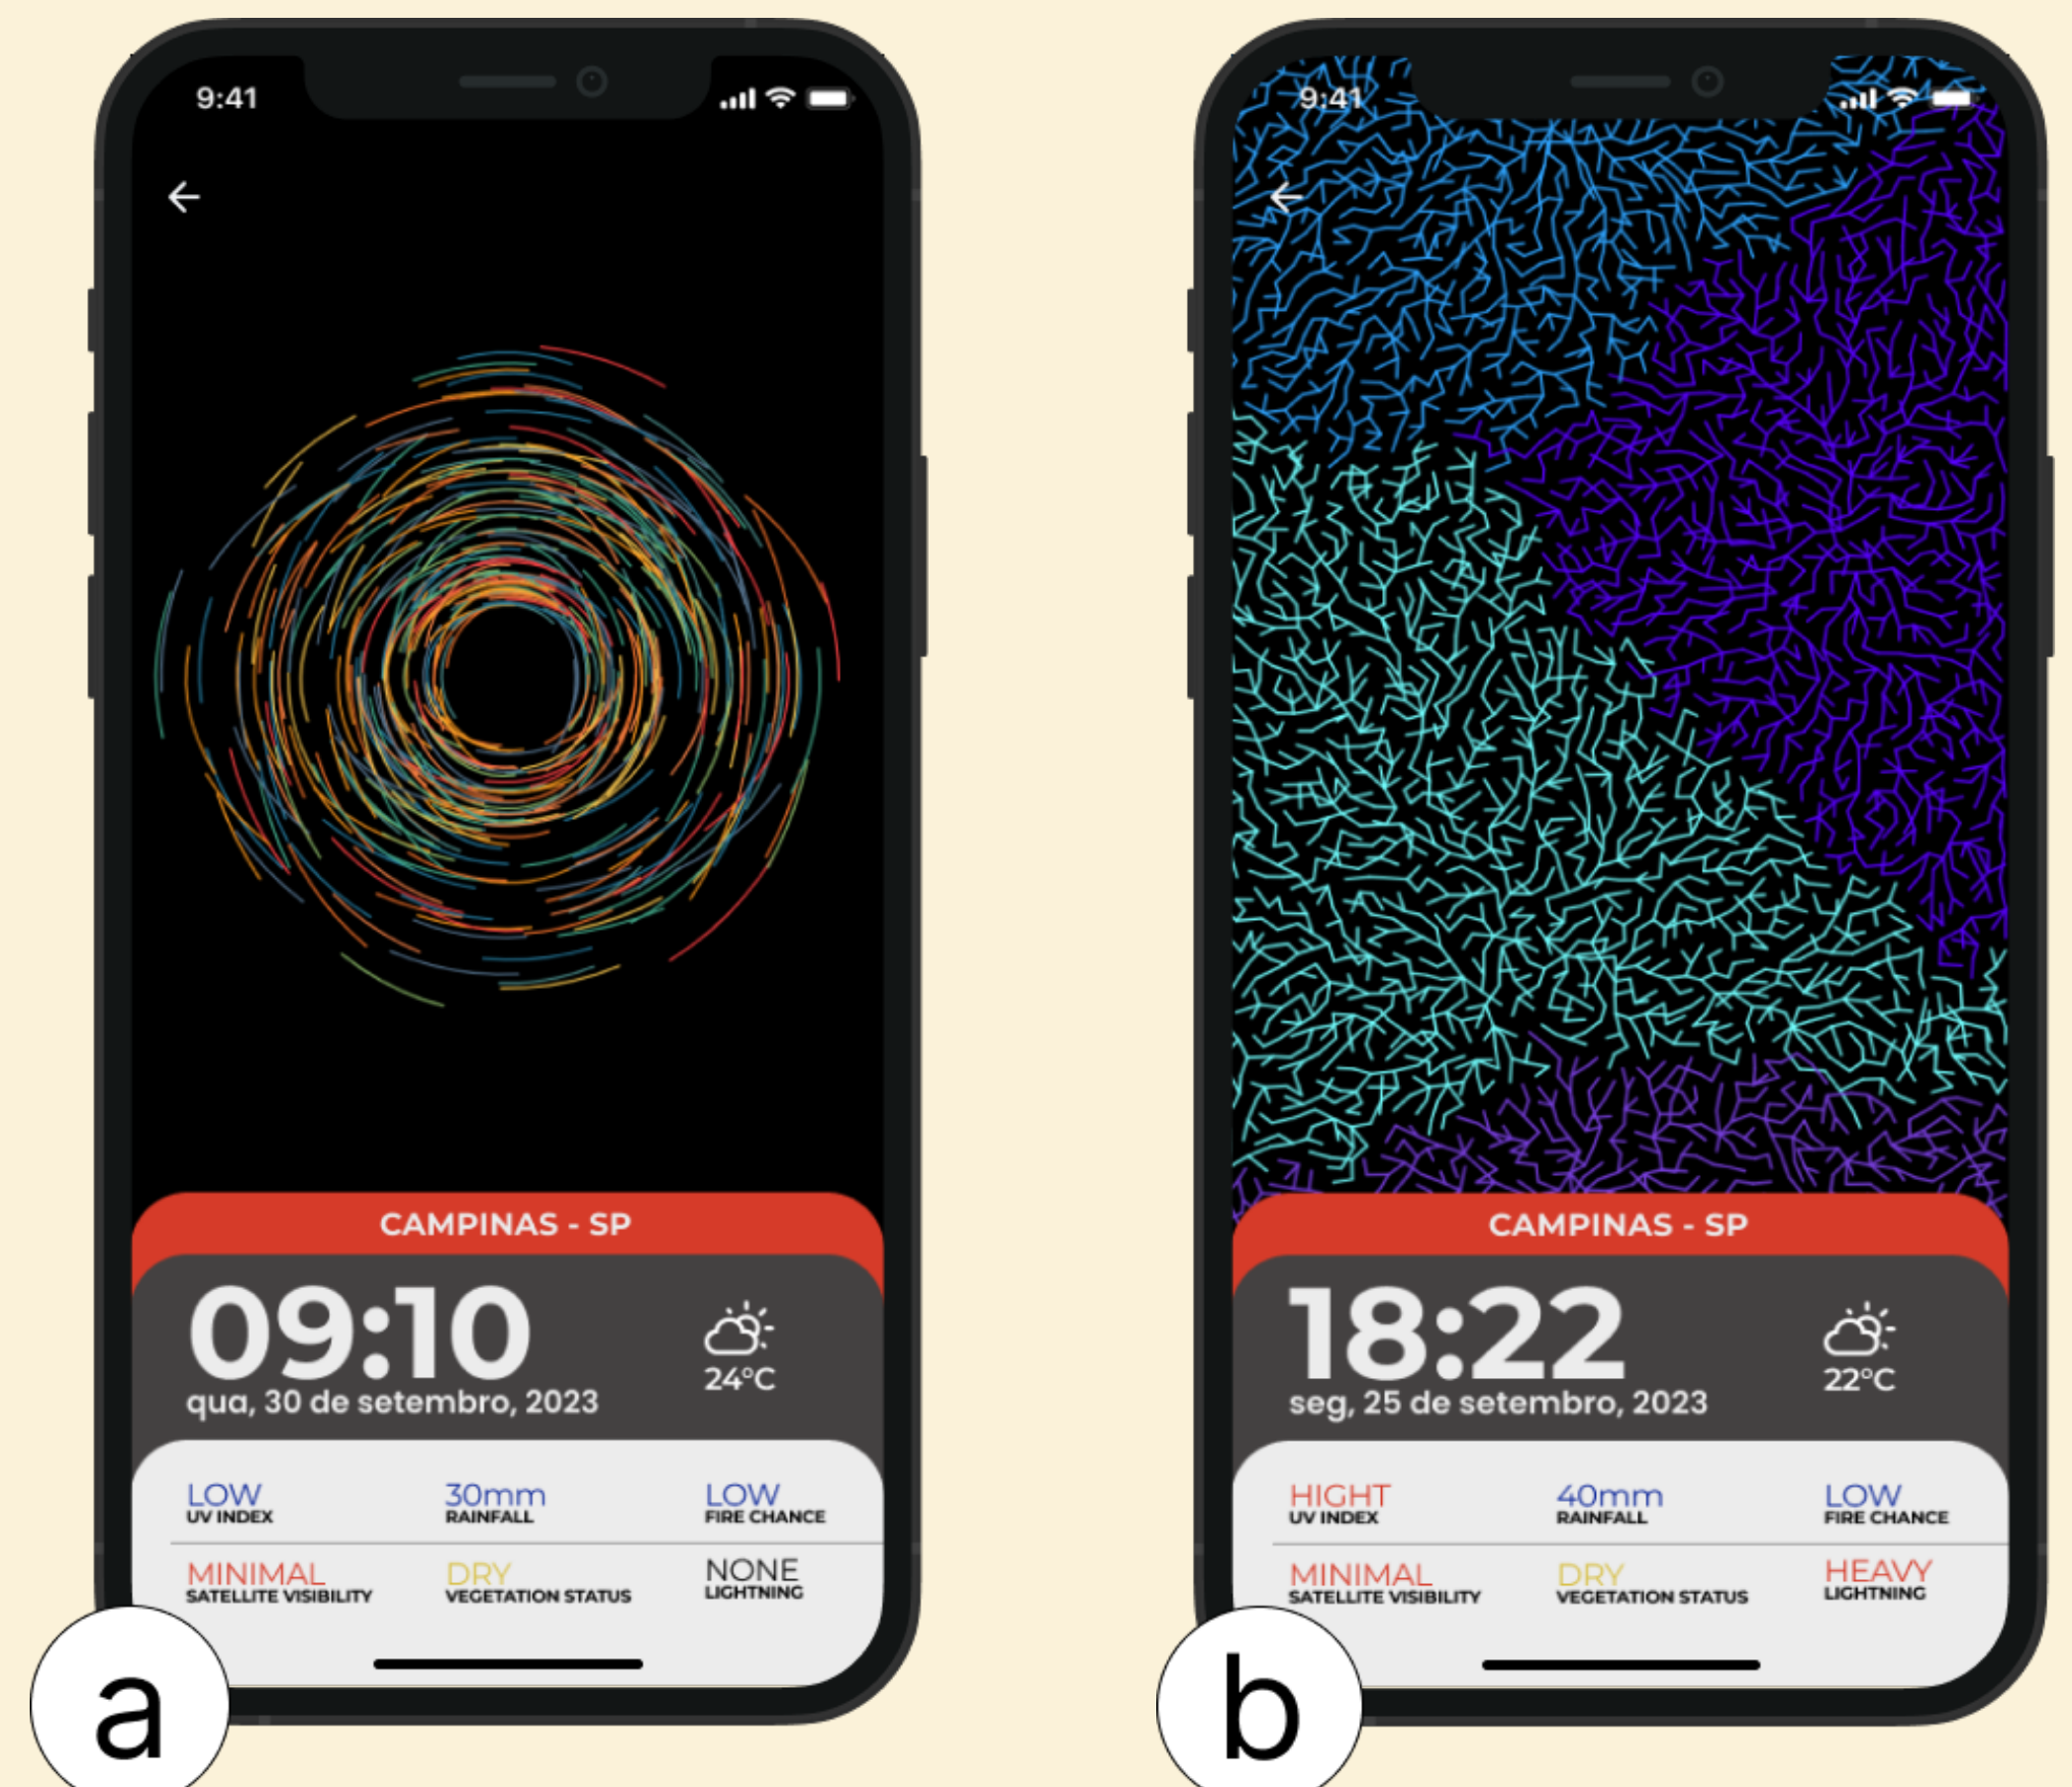 9:41
CAMPINAS - SP
09:10
24°C
qua, 30 de setembro, 2023
LOW 30mm LOW
UV INDEX RAINFALL FIRE CHANCE
MINIMAL DRY NONE
SATELLITE VISIBILITY VEGETATION STATUS LIGHTNING
a
9:41
CAMPINAS - SP
18:22
22°C
seg, 25 de setembro, 2023
HIGHT 40mm LOW
UV INDEX RAINFALL FIRE CHANCE
MINIMAL DRY HEAVY
SATELLITE VISIBILITY VEGETATION STATUS LIGHTNING
b